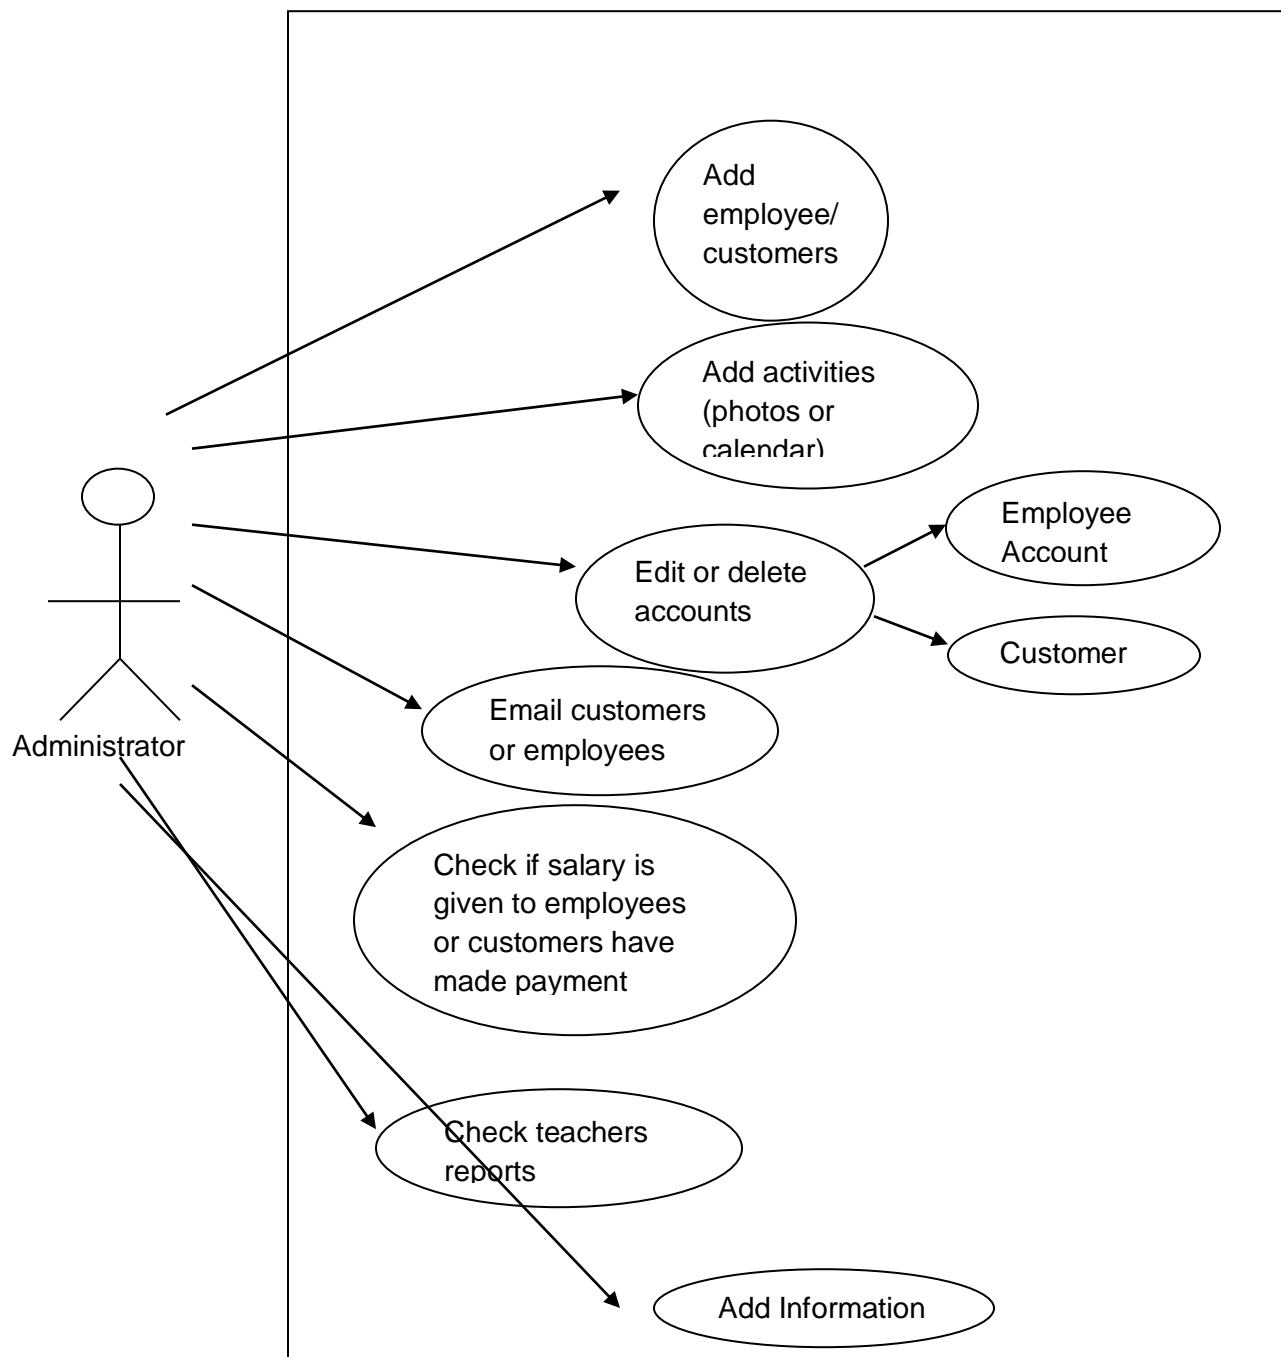 Add
employee/
customers
Add activities
(photos or
calendar)
Employee
Account
Edit or delete
accounts
Customer
Email customers
or employees
Administrator
Check if salary is
given to employees
or customers have
made payment
Check teachers
reports
Add Information